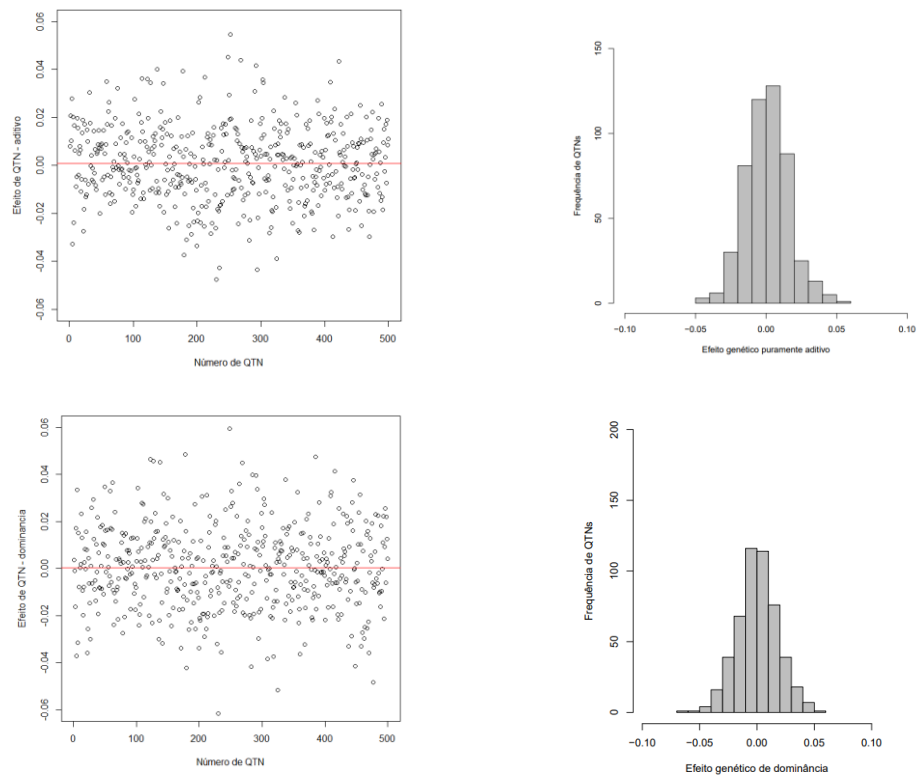 Efeito de QTN - aditivo
0.06
0.04
0.02
0.00
-0.02
-0.04
-0.06
0 100 200 300 400 500
Número de QTN
Frequência de QTNs
150
100
50
0
−0.10 −0.05 0.00 0.05 0.10
Efeito genético puramente aditivo
Efeito de QTN - dominancia
0.06
0.04
0.02
0.00
-0.02
-0.04
-0.06
0 100 200 300 400 500
Número de QTN
Frequência de QTNs
200
150
100
50
0
−0.10 −0.05 0.00 0.05 0.10
Efeito genético de dominância